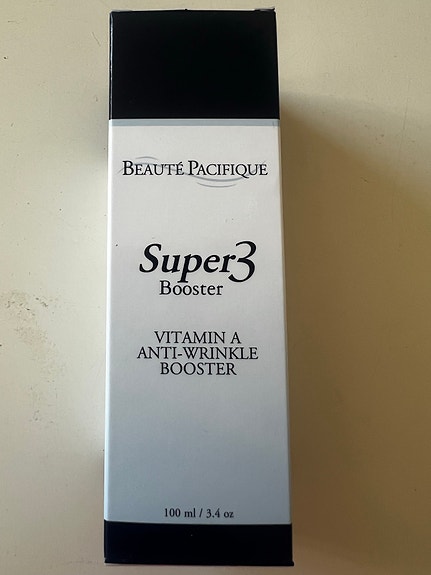 BEAUTÉ PACIFIQUE
Super3
Booster
VITAMIN A
ANTI-WRINKLE
BOOSTER
100 ml / 3.4 oz